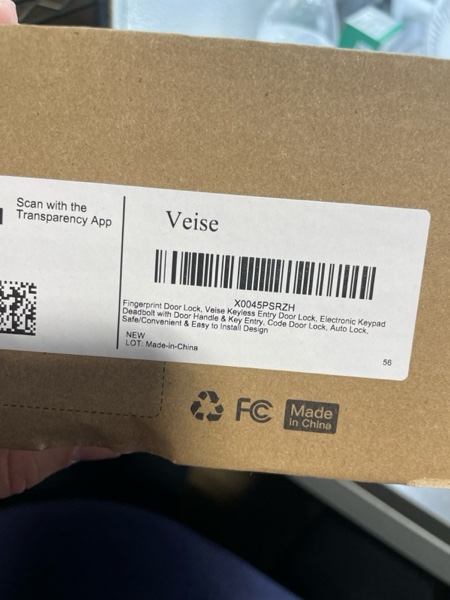 Scan with the
Transparency App
Veise
X0045PSRZH
Fingerprint Door Lock, Veise Keyless Entry Door Lock, Electronic Keypad
Deadbolt with Door Handle & Key Entry, Code Door Lock, Auto Lock,
Safe/Convenient & Easy to Install Design
NEW
LOT: Made-in-China
56
FC
Made
in China